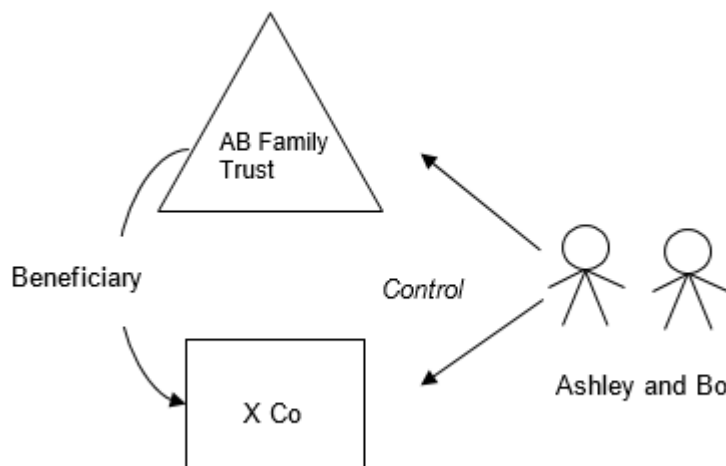 AB Family
Trust
Beneficiary
Control
X Co
Ashley and Bo